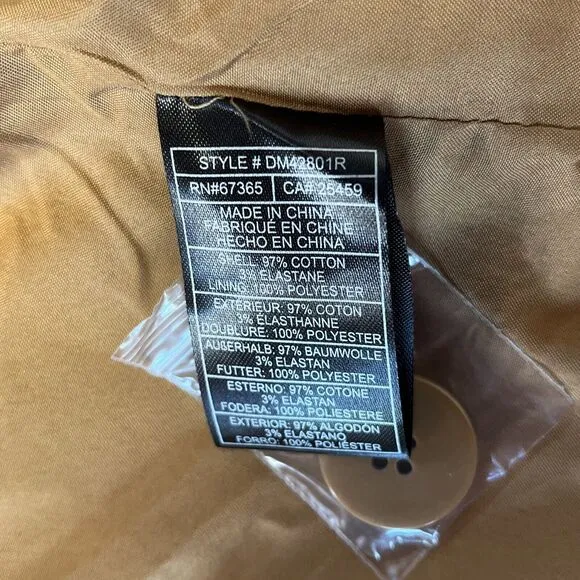 STYLE # DM42801R
RN#67365 CA# 25459
MADE IN CHINA
FABRIQUÉ EN CHINE
HECHO EN CHINA
SHELL: 97% COTTON
3% ELASTANE
LINING: 100% POLYESTER
EXTÉRIEUR: 97% COTON
3% ÉLASTHANNE
DOUBLURE: 100% POLYESTER
AUßERHALB: 97% BAUMWOLLE
3% ELASTAN
FUTTER: 100% POLYESTER
ESTERNO: 97% COTONE
3% ELASTAN
FODERA: 100% POLIESTERE
EXTERIOR: 97% ALGODÓN
3% ELASTANO
FORRO: 100% POLIÉSTER